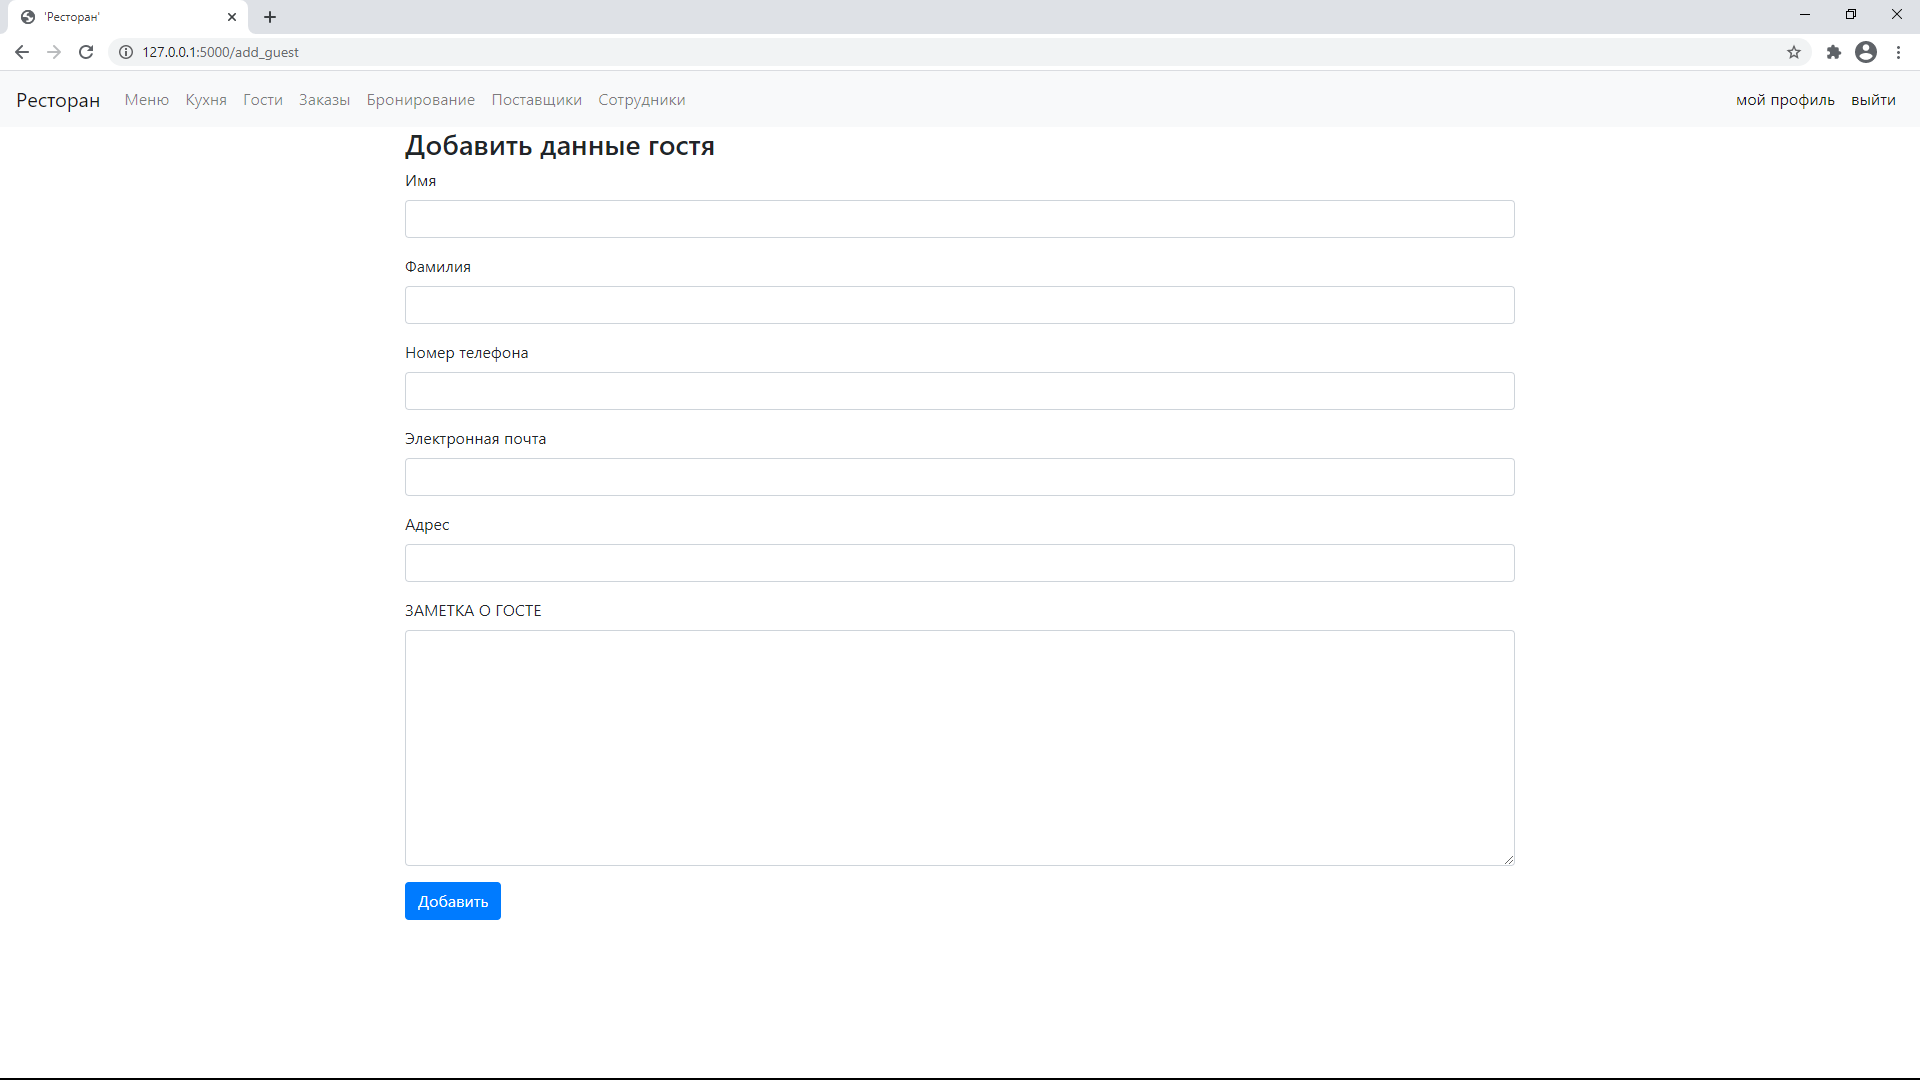 'Ресторан'
127.0.0.1:5000/add_guest
Ресторан Меню Кухня Гости Заказы Бронирование Поставщики Сотрудники мой профиль выйти
Добавить данные гостя
Имя
Фамилия
Номер телефона
Электронная почта
Адрес
ЗАМЕТКА О ГОСТЕ
Добавить